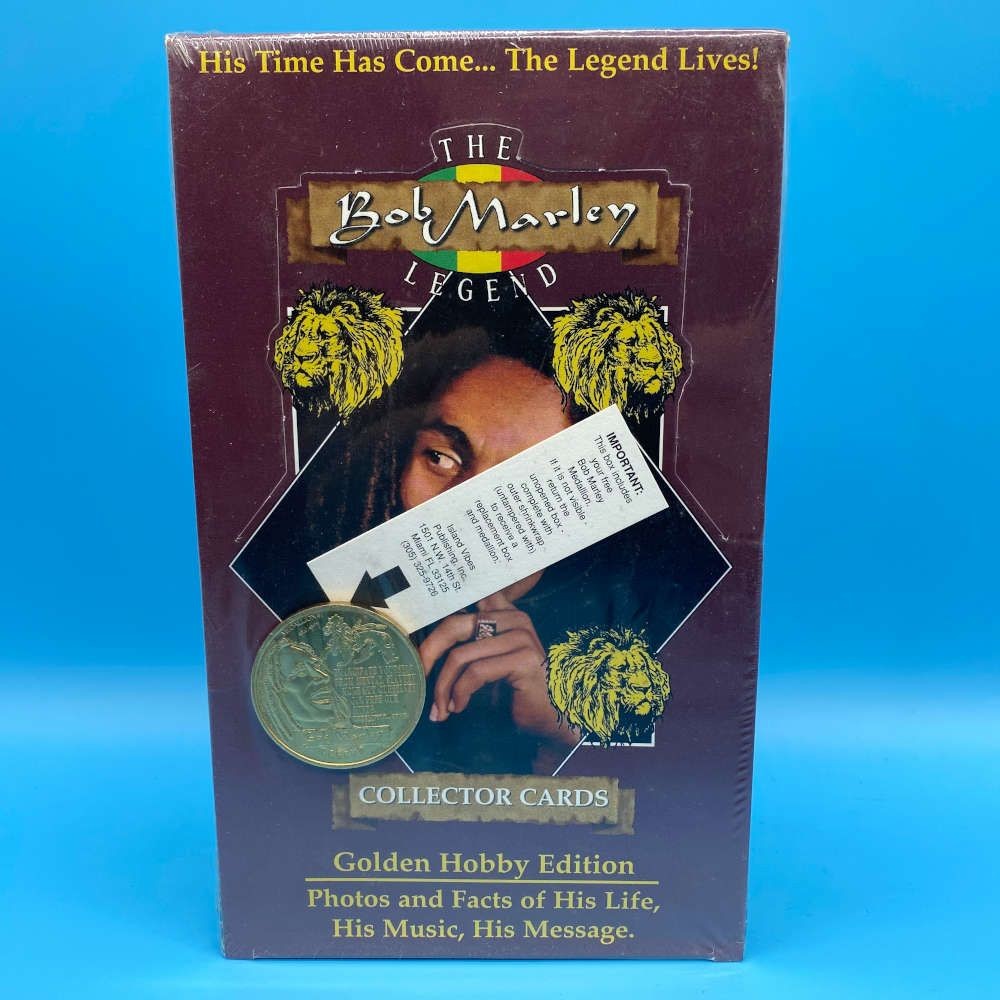 His Time Has Come... The Legend Lives!
THE
Bob Marley
LEGEND
IMPORTANT:
This box includes
your free
Bob Marley
Medallion.
If it is not visible -
return the
unopened box -
complete with
outer shrinkwrap
(untampered with)
to receive a
replacement box
and medallion.
Island Vibes
Publishing, Inc.
1501 N.W. 14th St.
Miami FL 33125
(305) 325-9726
COLLECTOR CARDS
Golden Hobby Edition
Photos and Facts of His Life,
His Music, His Message.